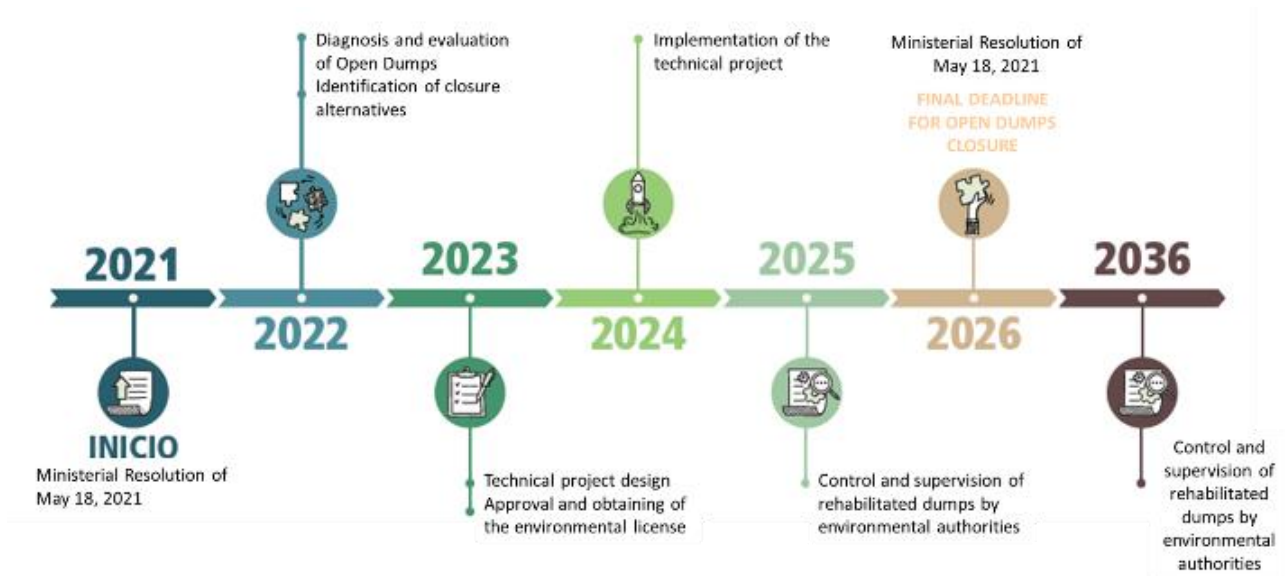 2021
INICIO
Ministerial Resolution of
May 18, 2021
Diagnosis and evaluation
of Open Dumps
Identification of closure
alternatives
2022
2023
Technical project design
Approval and obtaining of
the environmental license
Implementation of the
technical project
2024
2025
Control and supervision of
rehabilitated dumps by
environmental authorities
Ministerial Resolution of
May 18, 2021
FINAL DEADLINE
FOR OPEN DUMPS
CLOSURE
2026
2036
Control and
supervision of
rehabilitated
dumps by
environmental
authorities